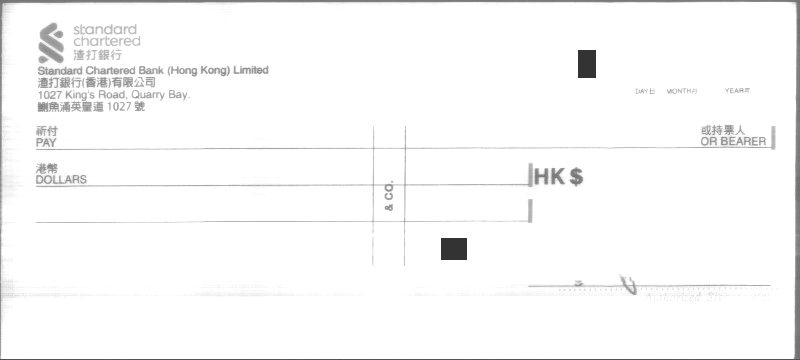 standard
chartered
渣打銀行
Standard Chartered Bank (Hong Kong) Limited
渣打銀行(香港)有限公司
1027 King's Road, Quarry Bay.
鰂魚涌英皇道 1027 號
DAY日 MONTH月 YEAR年
祈付 或持票人
PAY OR BEARER
港幣
DOLLARS
HK $
& CO.